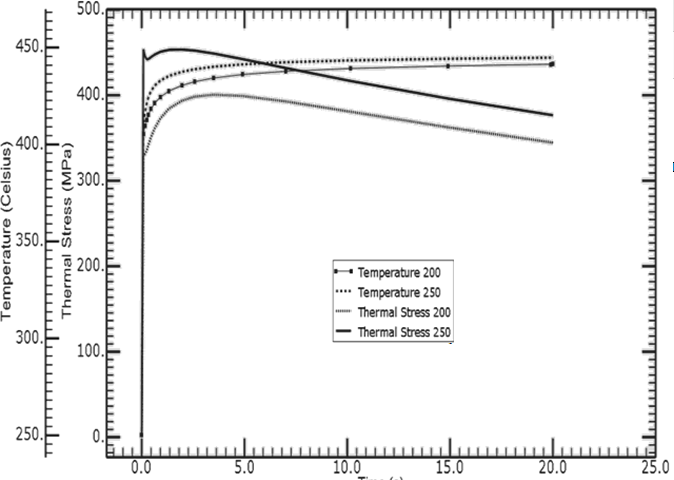 Temperature (Celsius)
450.
400.
350.
300.
250.
Thermal Stress (MPa)
500.
400.
300.
200.
100.
0.
Temperature 200
Temperature 250
Thermal Stress 200
Thermal Stress 250
0.0 5.0 10.0 15.0 20.0 25.0
Time (s)